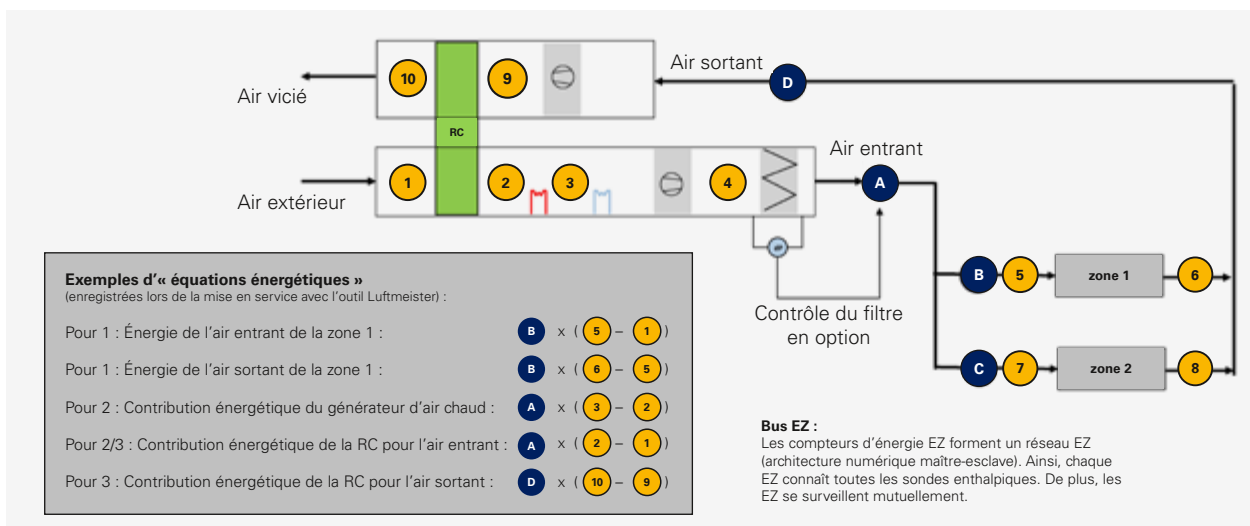 10
9
Air sortant
D
Air vicié
RC
Air entrant
1
2
3
4
A
Air extérieur
B
5
zone 1
6
Contrôle du filtre
en option
C
7
zone 2
8
Exemples d'« équations énergétiques »
(enregistrées lors de la mise en service avec l'outil Luftmeister) :
Pour 1 : Énergie de l'air entrant de la zone 1 : B x ( 5 – 1 )
Pour 1 : Énergie de l'air sortant de la zone 1 : B x ( 6 – 5 )
Pour 2 : Contribution énergétique du générateur d'air chaud : A x ( 3 – 2 )
Pour 2/3 : Contribution énergétique de la RC pour l'air entrant : A x ( 2 – 1 )
Pour 3 : Contribution énergétique de la RC pour l'air sortant : D x ( 10 – 9 )
Bus EZ :
Les compteurs d'énergie EZ forment un réseau EZ
(architecture numérique maître-esclave). Ainsi, chaque
EZ connaît toutes les sondes enthalpiques. De plus, les
EZ se surveillent mutuellement.